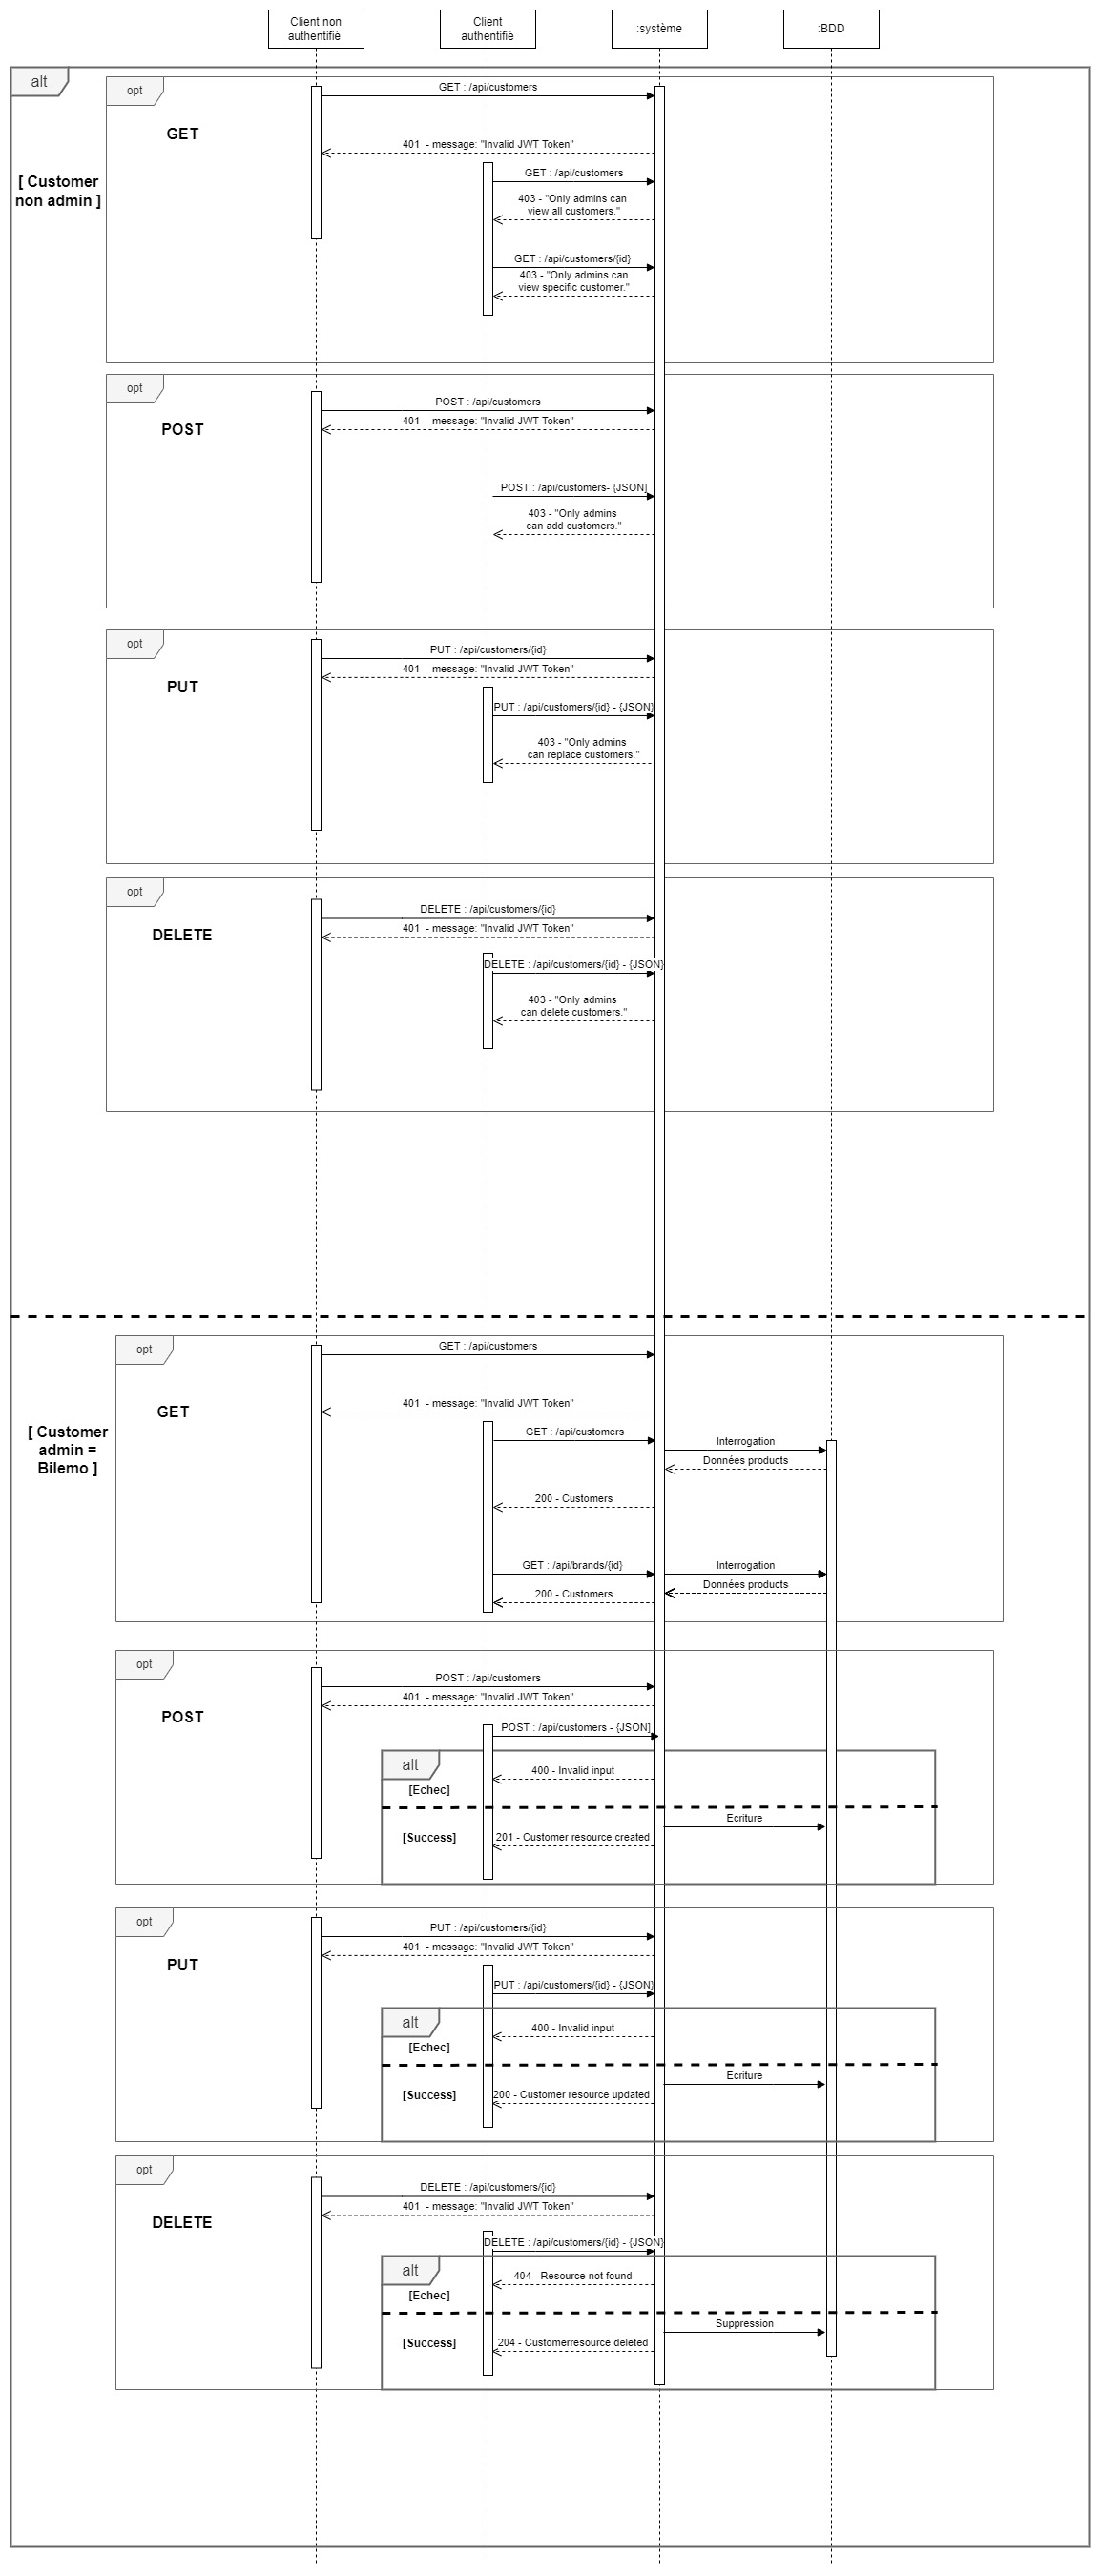 Client non
authentifié
Client
authentifié
:système
:BDD
alt
opt
GET : /api/customers
GET
401  - message: "Invalid JWT Token"
GET : /api/customers
[ Customer
non admin ]
403 - "Only admins can
view all customers."
GET : /api/customers/{id}
403 - "Only admins can
view specific customer."
opt
POST : /api/customers
401  - message: "Invalid JWT Token"
POST
POST : /api/customers- {JSON]
403 - "Only admins
can add customers."
opt
PUT : /api/customers/{id}
401  - message: "Invalid JWT Token"
PUT
PUT : /api/customers/{id} - {JSON}
403 - "Only admins
can replace customers."
opt
DELETE : /api/customers/{id}
401  - message: "Invalid JWT Token"
DELETE
DELETE : /api/customers/{id} - {JSON}
403 - "Only admins
can delete customers."
opt
GET : /api/customers
401  - message: "Invalid JWT Token"
GET
GET : /api/customers
Interrogation
[ Customer
admin =
Bilemo ]
Données products
200 - Customers
GET : /api/brands/{id}
Interrogation
Données products
200 - Customers
opt
POST : /api/customers
401  - message: "Invalid JWT Token"
POST
POST : /api/customers - {JSON]
alt
400 - Invalid input
[Echec]
Ecriture
[Success]
201 - Customer resource created
opt
PUT : /api/customers/{id}
401  - message: "Invalid JWT Token"
PUT
PUT : /api/customers/{id} - {JSON}
alt
400 - Invalid input
[Echec]
Ecriture
[Success]
200 - Customer resource updated
opt
DELETE : /api/customers/{id}
401  - message: "Invalid JWT Token"
DELETE
DELETE : /api/customers/{id} - {JSON}
alt
404 - Resource not found
[Echec]
Suppression
[Success]
204 - Customerresource deleted